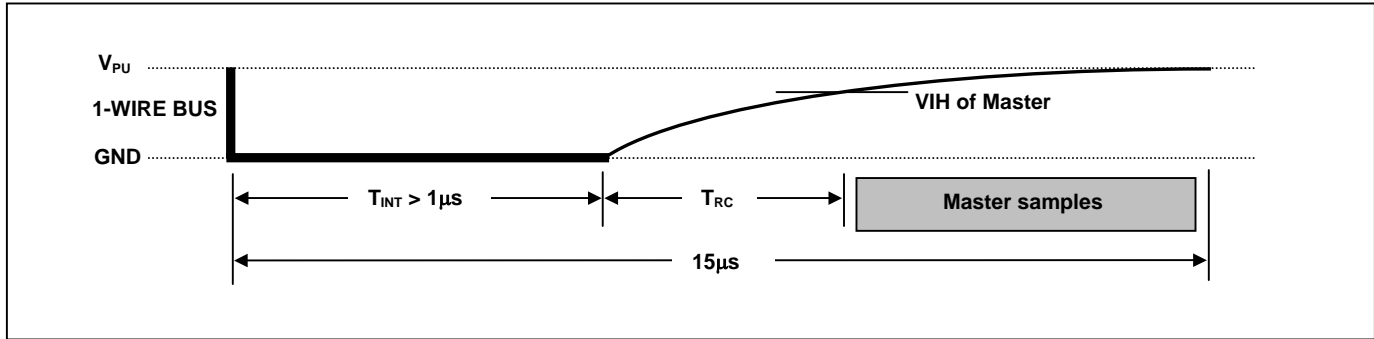 VPU
1-WIRE BUS
VIH of Master
GND
TINT > 1μs
TRC
Master samples
15μs